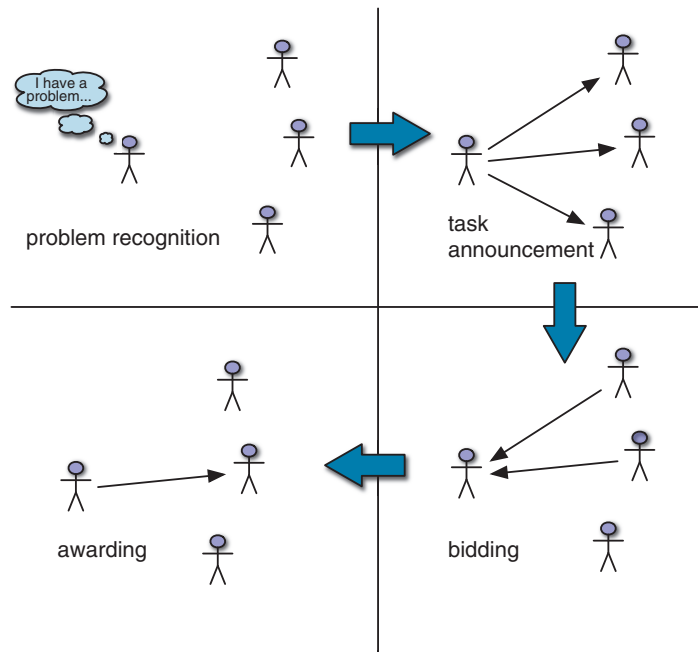 I have a
problem...
problem recognition
task
announcement
awarding
bidding